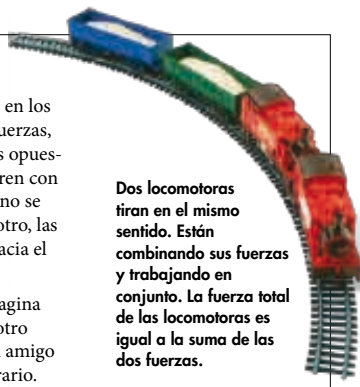 en los
uerzas,
s opues-
ren con
no se
otro, las
acia el
agina
otro
amigo
rario.
Dos locomotoras
tiran en el mismo
sentido. Están
combinando sus fuerzas
y trabajando en
conjunto. La fuerza total
de las locomotoras es
igual a la suma de las
dos fuerzas.